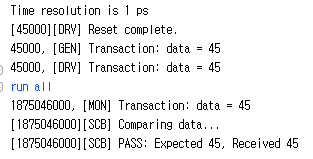 Time resolution is 1 ps
[45000][DRV] Reset complete.
45000, [GEN] Transaction: data = 45
45000, [DRV] Transaction: data = 45
run all
1875046000, [MON] Transaction: data = 45
[1875046000][SCB] Comparing data...
[1875046000][SCB] PASS: Expected 45, Received 45